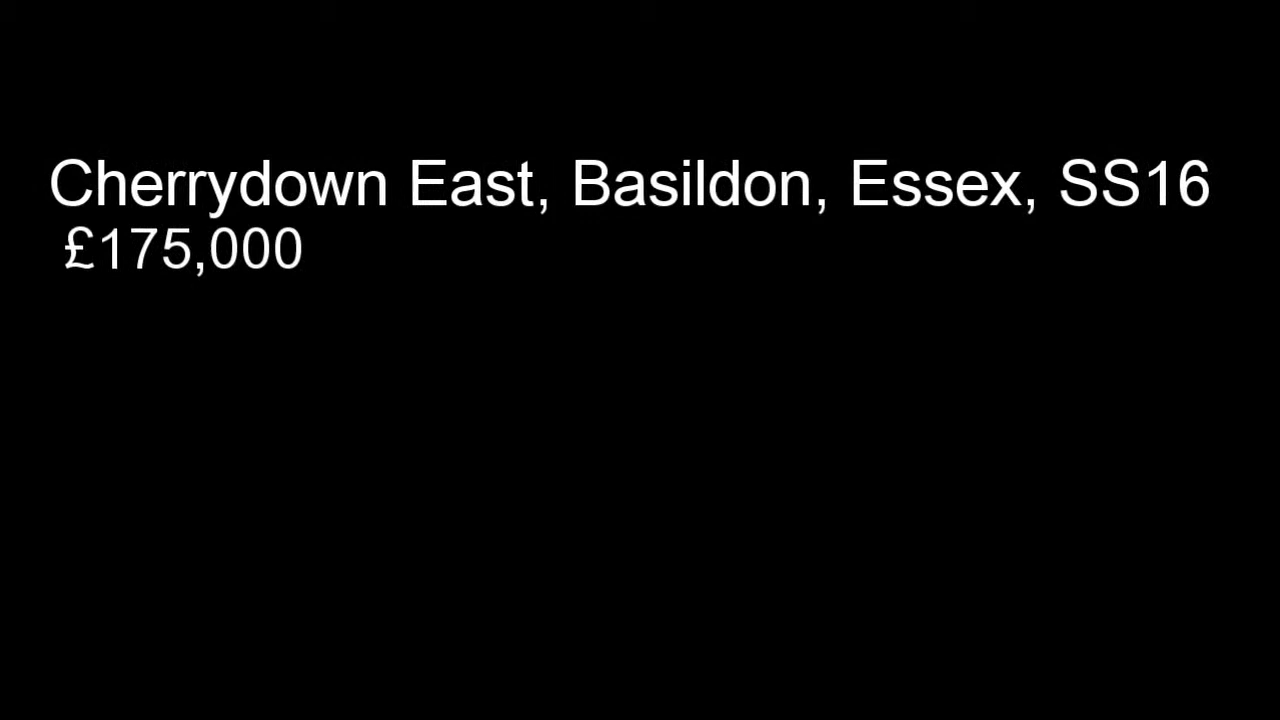 Cherrydown East, Basildon, Essex, SS16
£175,000